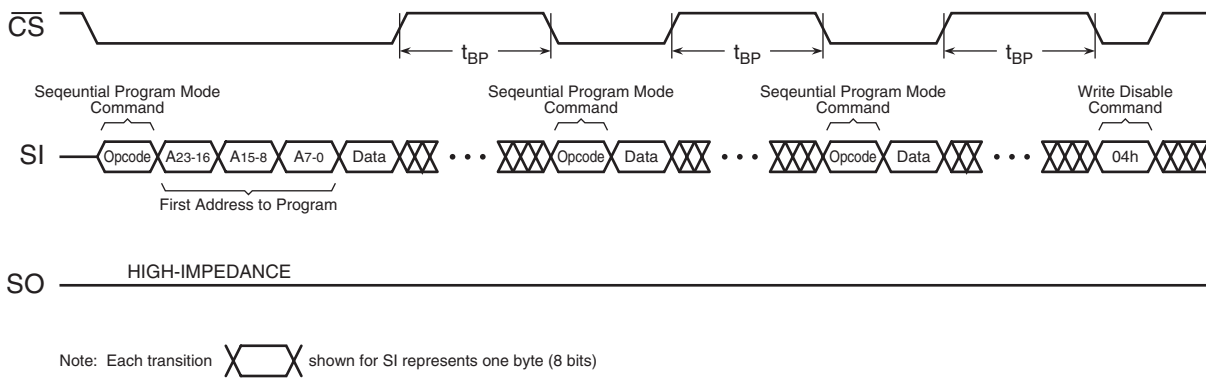 CS
tBP
tBP
tBP
Seqeuntial Program Mode
Command
Seqeuntial Program Mode
Command
Seqeuntial Program Mode
Command
Write Disable
Command
SI
Opcode
A23-16
A15-8
A7-0
Data
Opcode
Data
Opcode
Data
04h
First Address to Program
SO
HIGH-IMPEDANCE
Note: Each transition shown for SI represents one byte (8 bits)